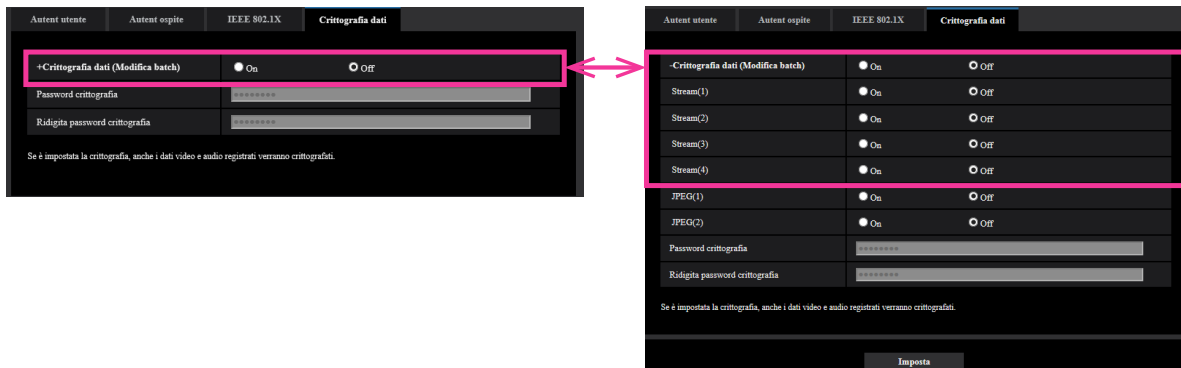 Autent utente Autent ospite IEEE 802.1X Crittografia dati
+Crittografia dati (Modifica batch) On Off
Password crittografia ••••••••
Ridigita password crittografia ••••••••
Se è impostata la crittografia, anche i dati video e audio registrati verranno crittografati.
Autent utente Autent ospite IEEE 802.1X Crittografia dati
-Crittografia dati (Modifica batch) On Off
Stream(1) On Off
Stream(2) On Off
Stream(3) On Off
Stream(4) On Off
JPEG(1) On Off
JPEG(2) On Off
Password crittografia ••••••••
Ridigita password crittografia ••••••••
Se è impostata la crittografia, anche i dati video e audio registrati verranno crittografati.
Imposta